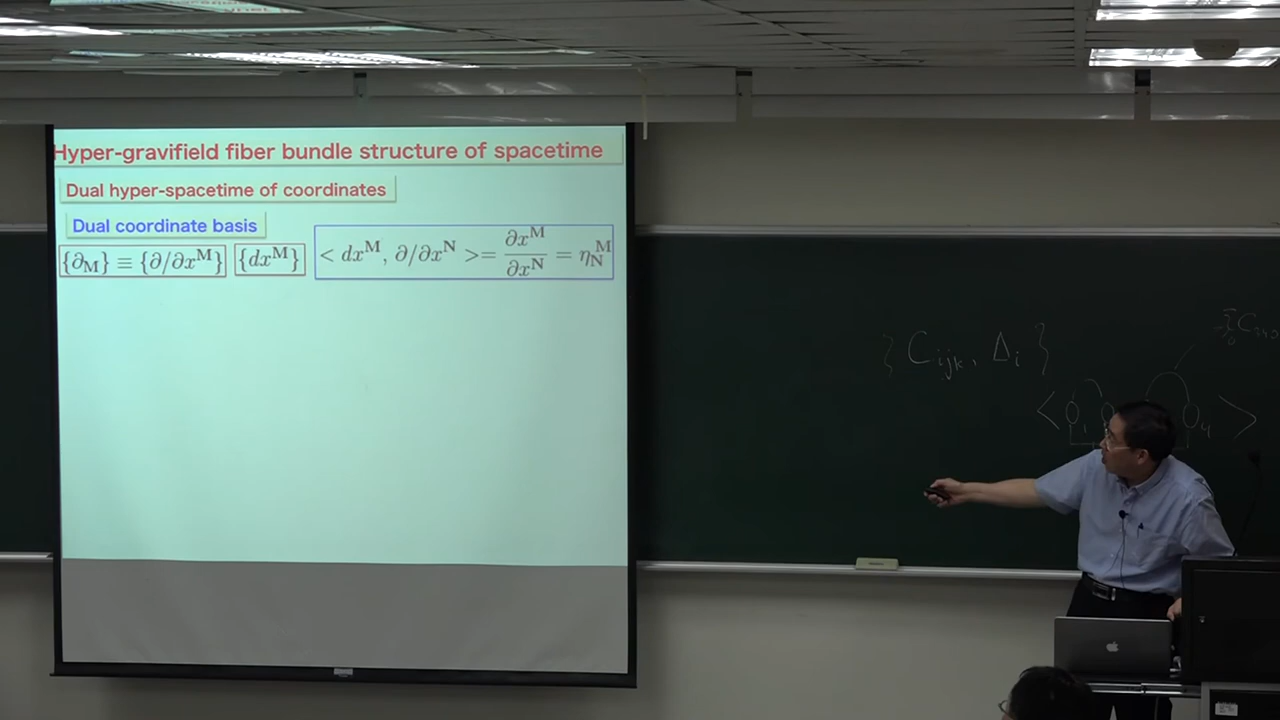 Hyper-gravifield fiber bundle structure of spacetime
Dual hyper-spacetime of coordinates
Dual coordinate basis
{∂_M} ≡ {∂/∂x^M} {dx^M} < dx^M, ∂/∂x^N >= ∂x^M/∂x^N = η_N^M
{ C_ijk, Δ_i }